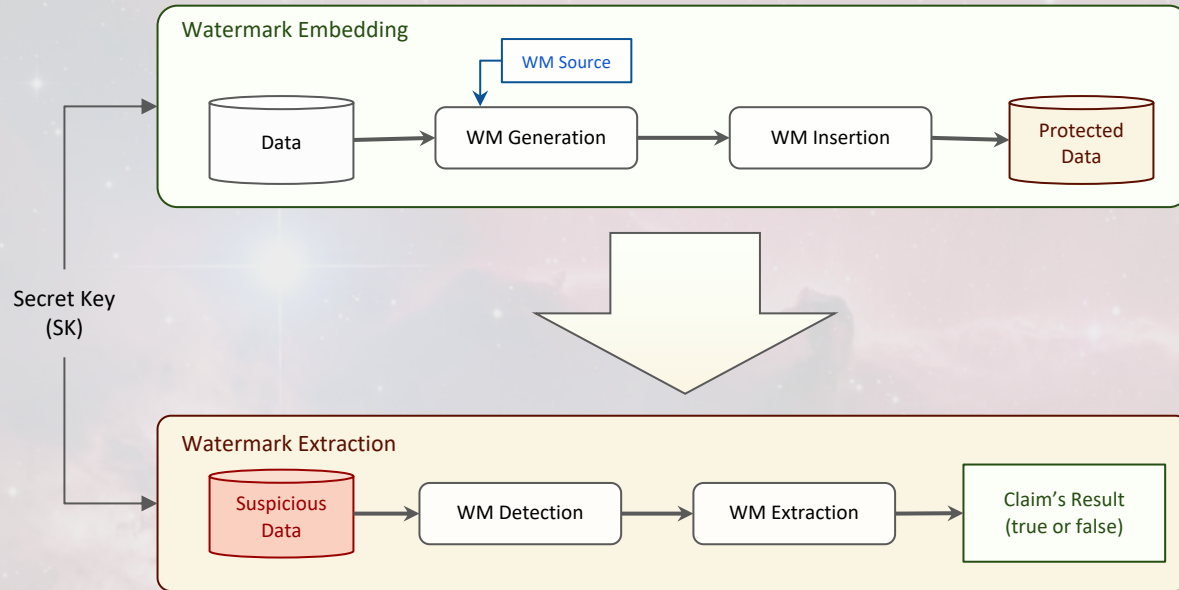 Watermark Embedding
WM Source
Data
WM Generation
WM Insertion
Protected
Data
Secret Key
(SK)
Watermark Extraction
Suspicious
Data
WM Detection
WM Extraction
Claim’s Result
(true or false)